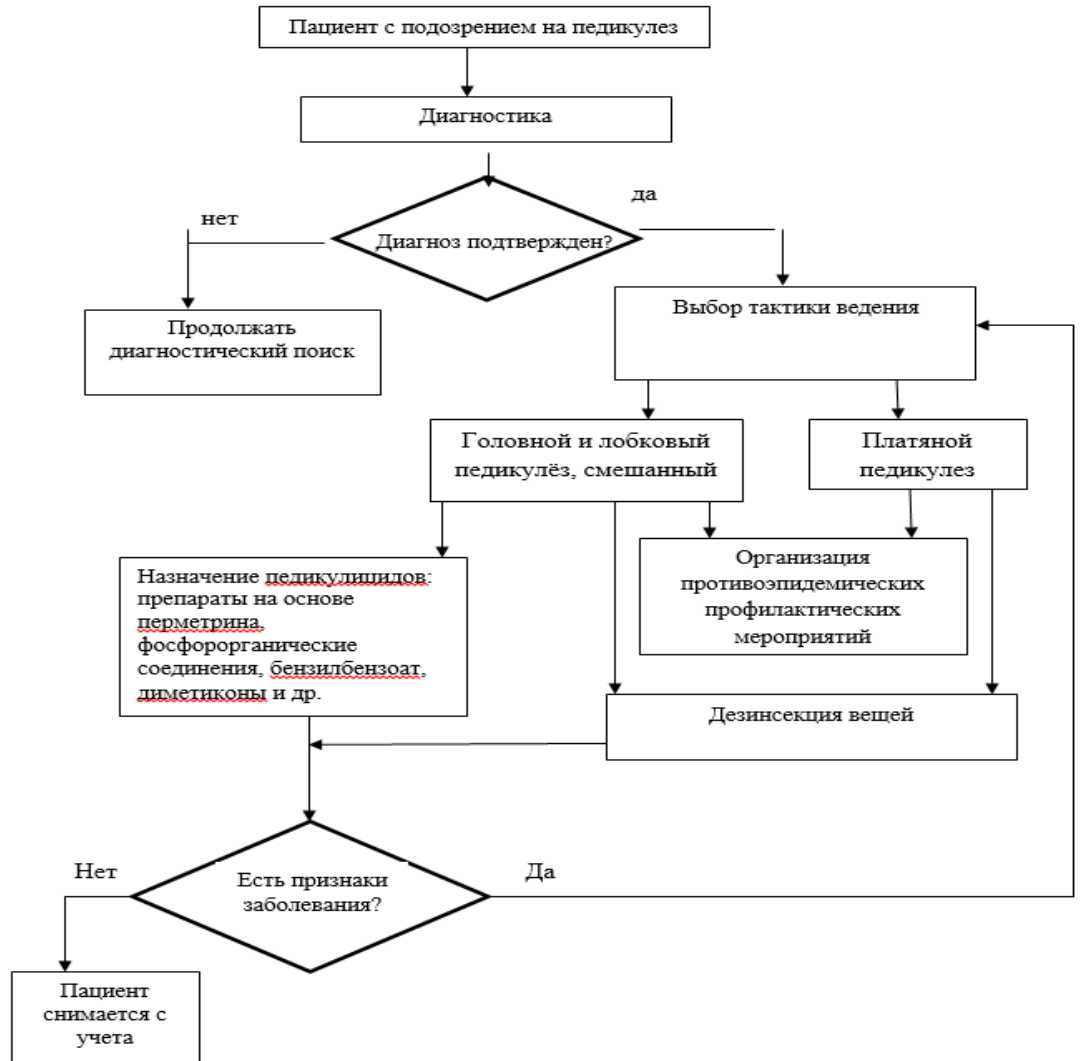 Пациент с подозрением на педикулез
Диагностика
да
нет
Диагноз подтвержден?
Выбор тактики ведения
Продолжать
диагностический поиск
Головной и лобковый
педикулёз, смешанный
Платяной
педикулез
Организация
противоэпидемических
профилактических
мероприятий
Назначение педикулицидов:
препараты на основе
перметрина,
фосфорорганические
соединения, бензилбензоат,
диметиконы и др.
Дезинсекция вещей
Нет
Да
Есть признаки
заболевания?
Пациент
снимается с
учета